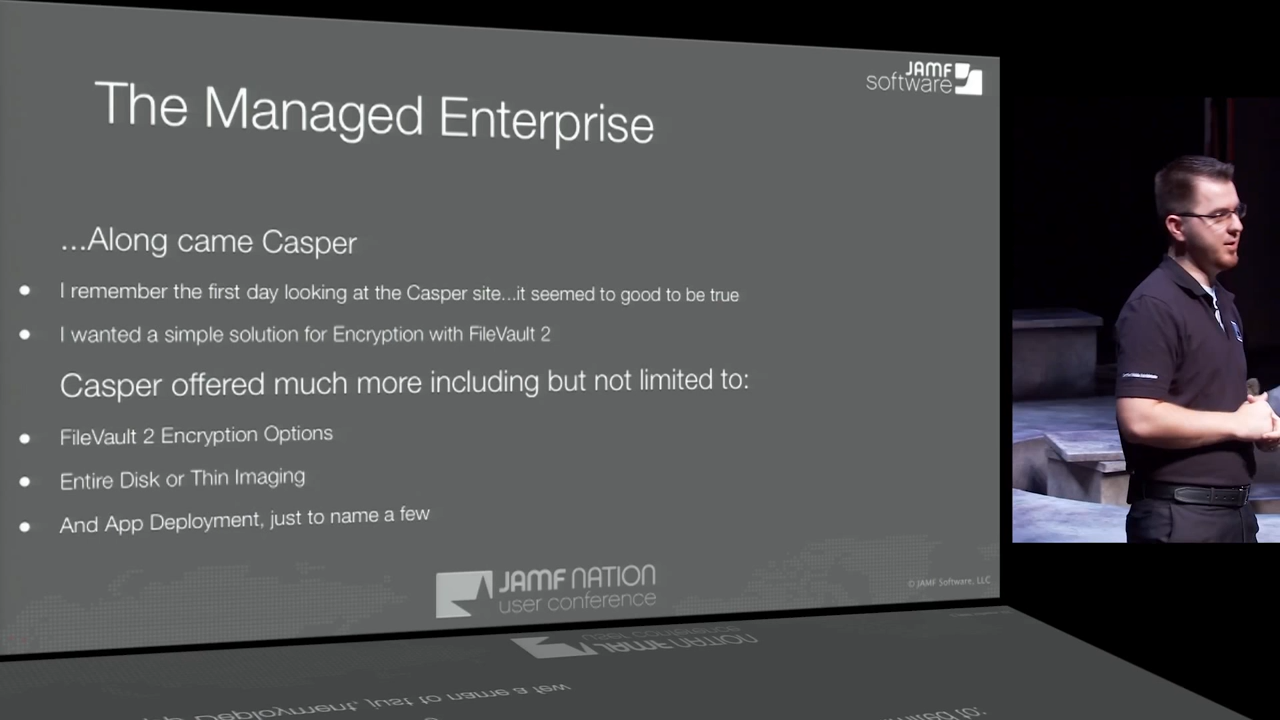 JAMF
software
The Managed Enterprise
...Along came Casper
I remember the first day looking at the Casper site...it seemed to good to be true
I wanted a simple solution for Encryption with FileVault 2
Casper offered much more including but not limited to:
FileVault 2 Encryption Options
Entire Disk or Thin Imaging
And App Deployment, just to name a few
JAMF NATION
user conference
© JAMF Software, LLC